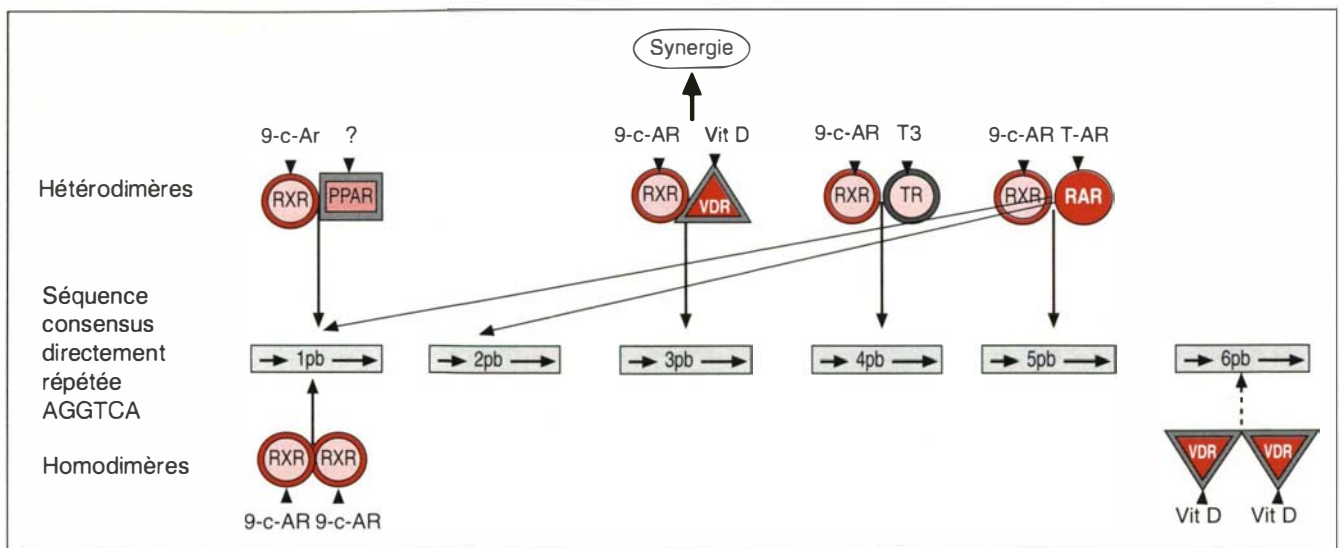 Synergie
9-c-Ar ? 9-c-AR Vit D 9-c-AR T3 9-c-AR T-AR
Hétérodimères RXR PPAR RXR VDR RXR TR RXR RAR
Séquence
consensus
directement
répétée
AGGTCA
1pb 2pb 3pb 4pb 5pb 6pb
Homodimères RXR RXR VDR VDR
9-c-AR 9-c-AR Vit D Vit D